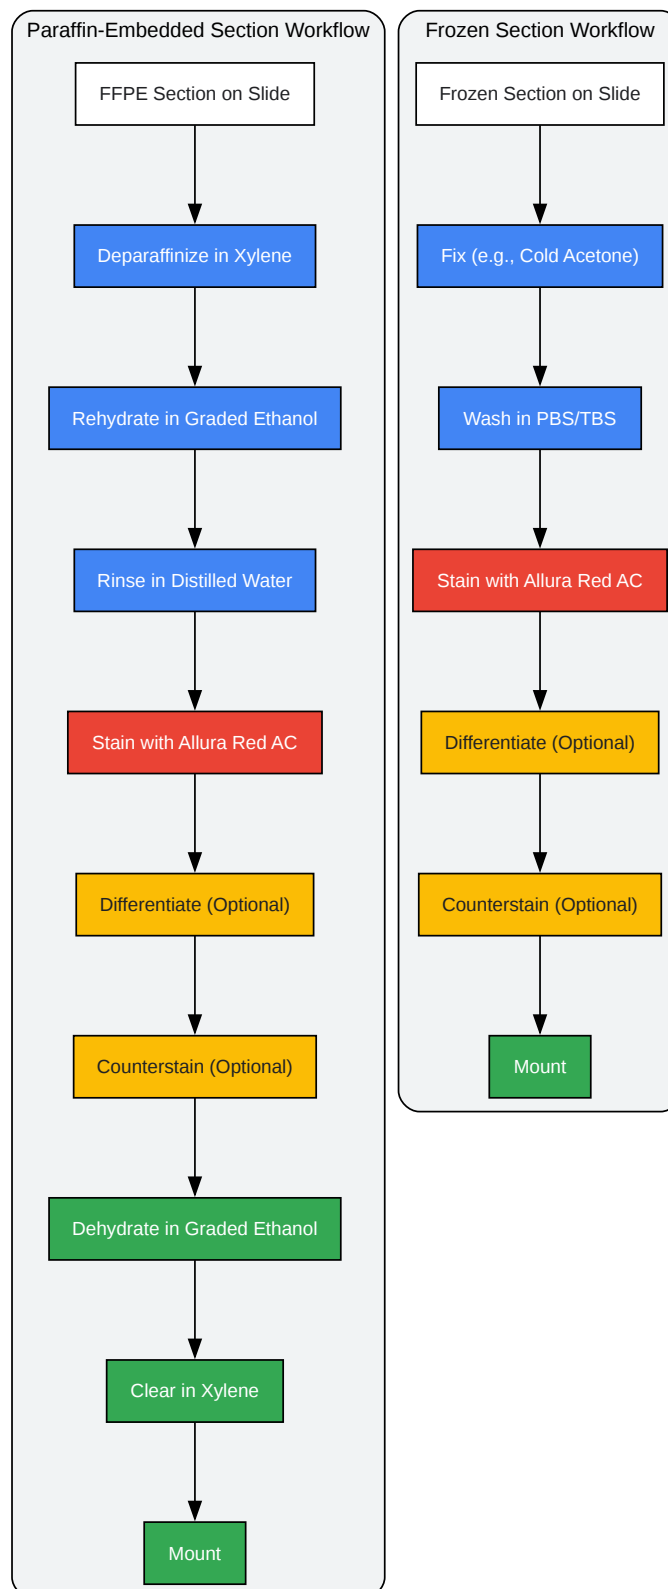 Paraffin-Embedded Section Workflow
FFPE Section on Slide
Deparaffinize in Xylene
Rehydrate in Graded Ethanol
Rinse in Distilled Water
Stain with Allura Red AC
Differentiate (Optional)
Counterstain (Optional)
Dehydrate in Graded Ethanol
Clear in Xylene
Mount
Frozen Section Workflow
Frozen Section on Slide
Fix (e.g., Cold Acetone)
Wash in PBS/TBS
Stain with Allura Red AC
Differentiate (Optional)
Counterstain (Optional)
Mount